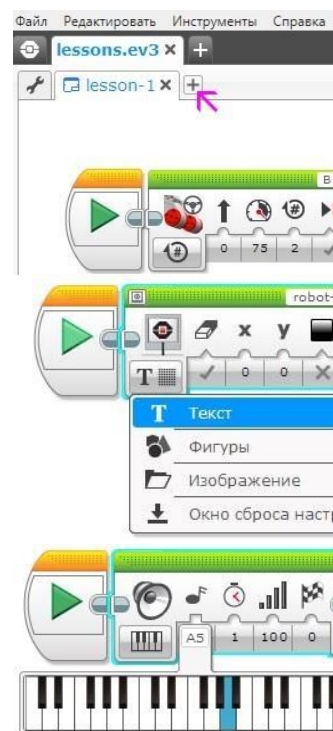 Файл Редактировать Инструменты Справка
lessons.ev3
lesson-1
В
0 75 2
robot-
x y
T 0 0
T Текст
Фигуры
Изображение
Окно сброса настр
A5 1 100 0